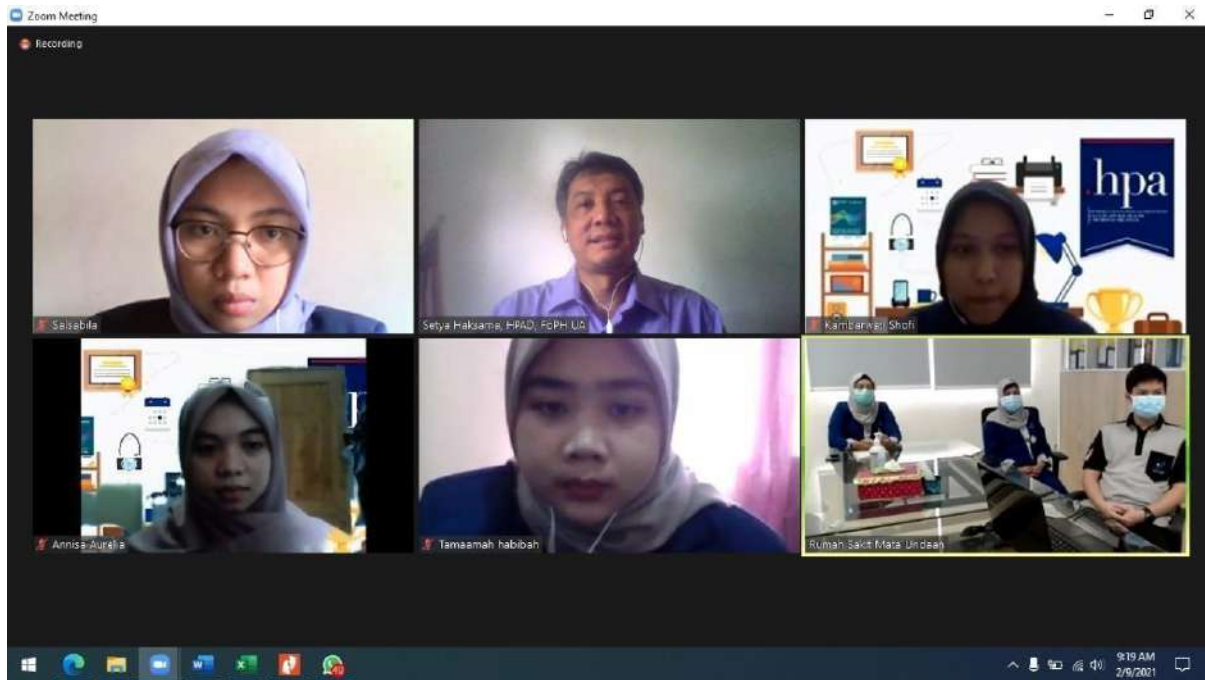 Zoom Meeting
Recording
Salsabila
Setya Haksama, HPAD, FoPH UA
.hpa
Kambarwati Shofi
Annisa Aurelia
Tamaamah habibah
Rumah Sakit Mata Undaan
9:19 AM
2/9/2021